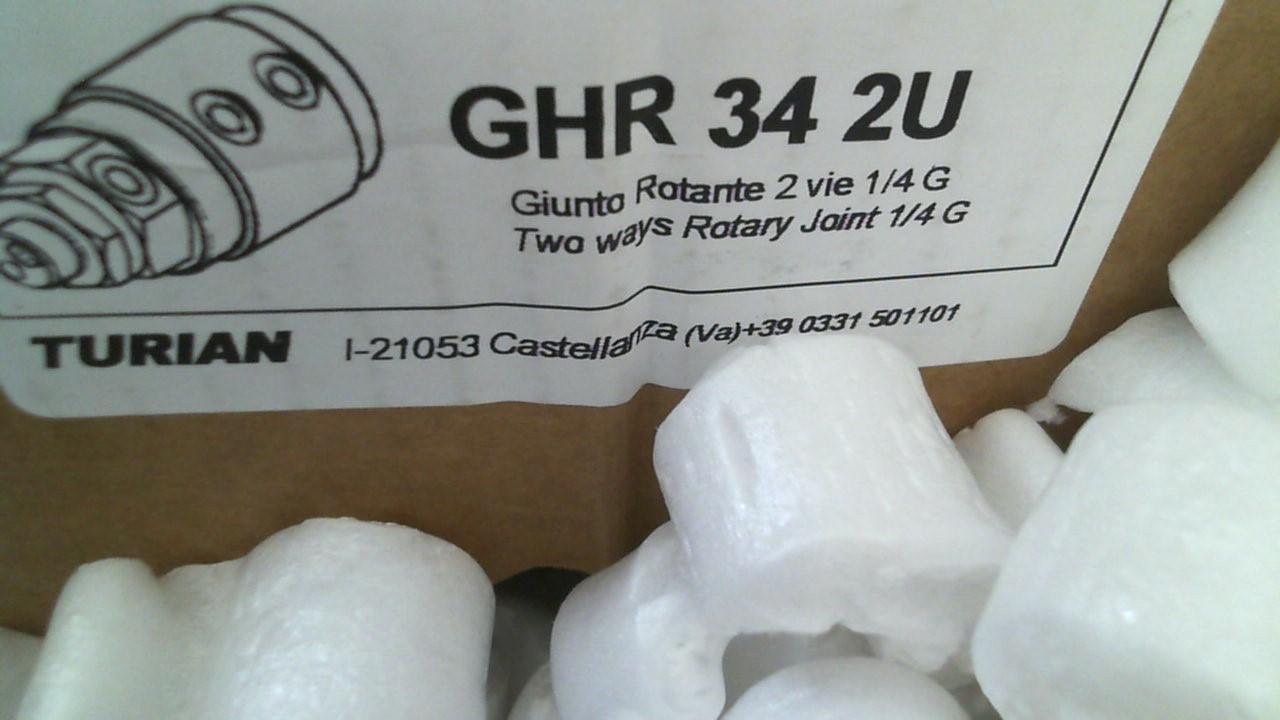 GHR 34 2U
Giunto Rotante 2 vie 1/4 G
Two ways Rotary Joint 1/4 G
TURIAN I-21053 Castellanza (Va)+39 0331 501101